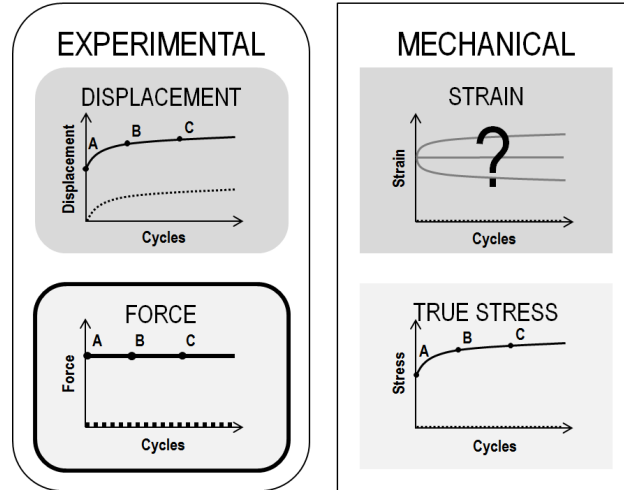 EXPERIMENTAL
DISPLACEMENT
Displacement
A
B
C
Cycles
FORCE
Force
A
B
C
Cycles
MECHANICAL
STRAIN
Strain
?
Cycles
TRUE STRESS
Stress
A
B
C
Cycles